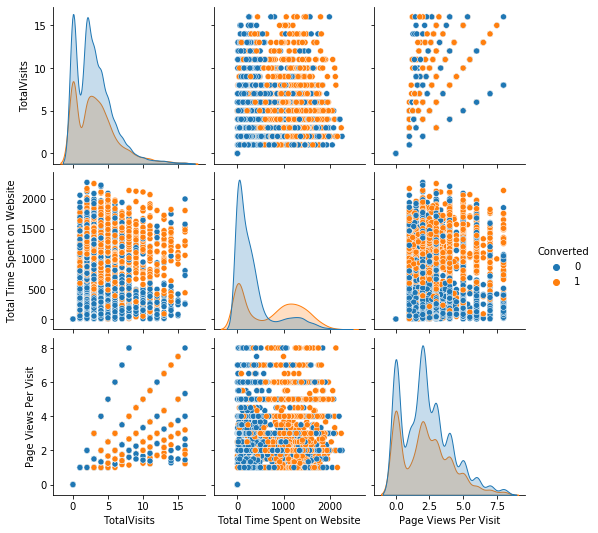 15
10
5
0
TotalVisits
2000
1500
1000
500
0
Total Time Spent on Website
Converted
0
1
8
6
4
2
0
Page Views Per Visit
0 5 10 15
0 1000 2000
0.0 2.5 5.0 7.5
TotalVisits
Total Time Spent on Website
Page Views Per Visit